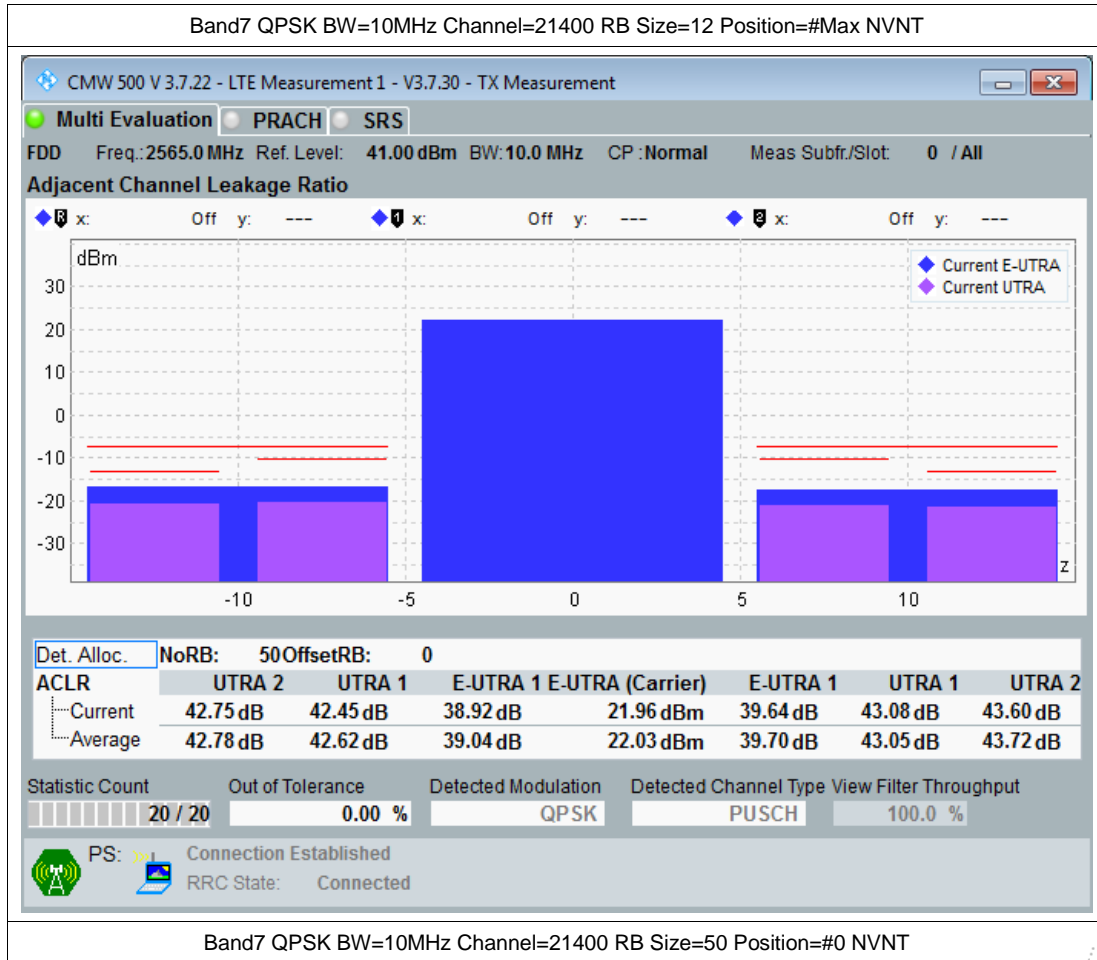 Band7 QPSK BW=10MHz Channel=21400 RB Size=12 Position=#Max NVNT
CMW 500 V 3.7.22 - LTE Measurement 1 - V3.7.30 - TX Measurement
Multi Evaluation PRACH SRS
FDD Freq.:2565.0 MHz Ref. Level: 41.00 dBm BW:10.0 MHz CP :Normal Meas Subfr./Slot: 0 / All
Adjacent Channel Leakage Ratio
R x: Off y: --- 1 x: Off y: --- 2 x: Off y: ---
dBm
Current E-UTRA
Current UTRA
30
20
10
0
-10
-20
-30
z
-10 -5 0 5 10
Det. Alloc. NoRB: 50 OffsetRB: 0
ACLR UTRA 2 UTRA 1 E-UTRA 1 E-UTRA (Carrier) E-UTRA 1 UTRA 1 UTRA 2
Current 42.75 dB 42.45 dB 38.92 dB 21.96 dBm 39.64 dB 43.08 dB 43.60 dB
Average 42.78 dB 42.62 dB 39.04 dB 22.03 dBm 39.70 dB 43.05 dB 43.72 dB
Statistic Count Out of Tolerance Detected Modulation Detected Channel Type View Filter Throughput
20 / 20 0.00 % QPSK PUSCH 100.0 %
PS: Connection Established
RRC State: Connected
Band7 QPSK BW=10MHz Channel=21400 RB Size=50 Position=#0 NVNT